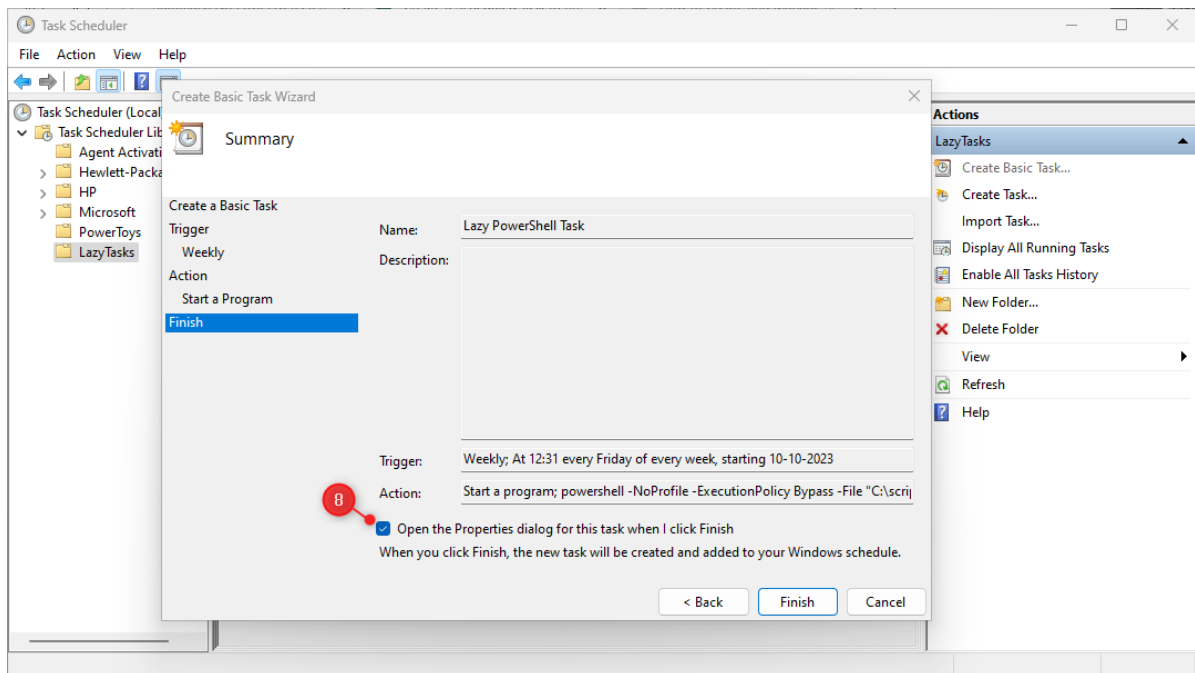 Task Scheduler
File Action View Help
Task Scheduler (Local
Task Scheduler Lib
Agent Activati
Hewlett-Packa
HP
Microsoft
PowerToys
LazyTasks
Create Basic Task Wizard
Summary
Create a Basic Task
Trigger
Weekly
Action
Start a Program
Finish
Name: Lazy PowerShell Task
Description:
Trigger: Weekly; At 12:31 every Friday of every week, starting 10-10-2023
Action: Start a program; powershell -NoProfile -ExecutionPolicy Bypass -File "C:\scrip
8
Open the Properties dialog for this task when I click Finish
When you click Finish, the new task will be created and added to your Windows schedule.
< Back Finish Cancel
Actions
LazyTasks
Create Basic Task...
Create Task...
Import Task...
Display All Running Tasks
Enable All Tasks History
New Folder...
Delete Folder
View
Refresh
Help